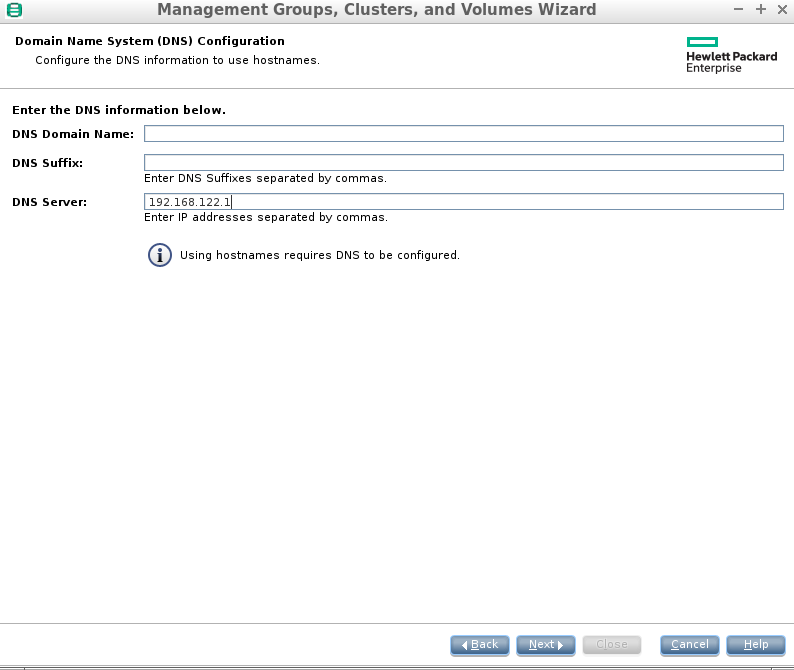 Management Groups, Clusters, and Volumes Wizard
Domain Name System (DNS) Configuration
Configure the DNS information to use hostnames.
Hewlett Packard
Enterprise
Enter the DNS information below.
DNS Domain Name:
DNS Suffix:
Enter DNS Suffixes separated by commas.
DNS Server: 192.168.122.1
Enter IP addresses separated by commas.
Using hostnames requires DNS to be configured.
Back Next Close Cancel Help